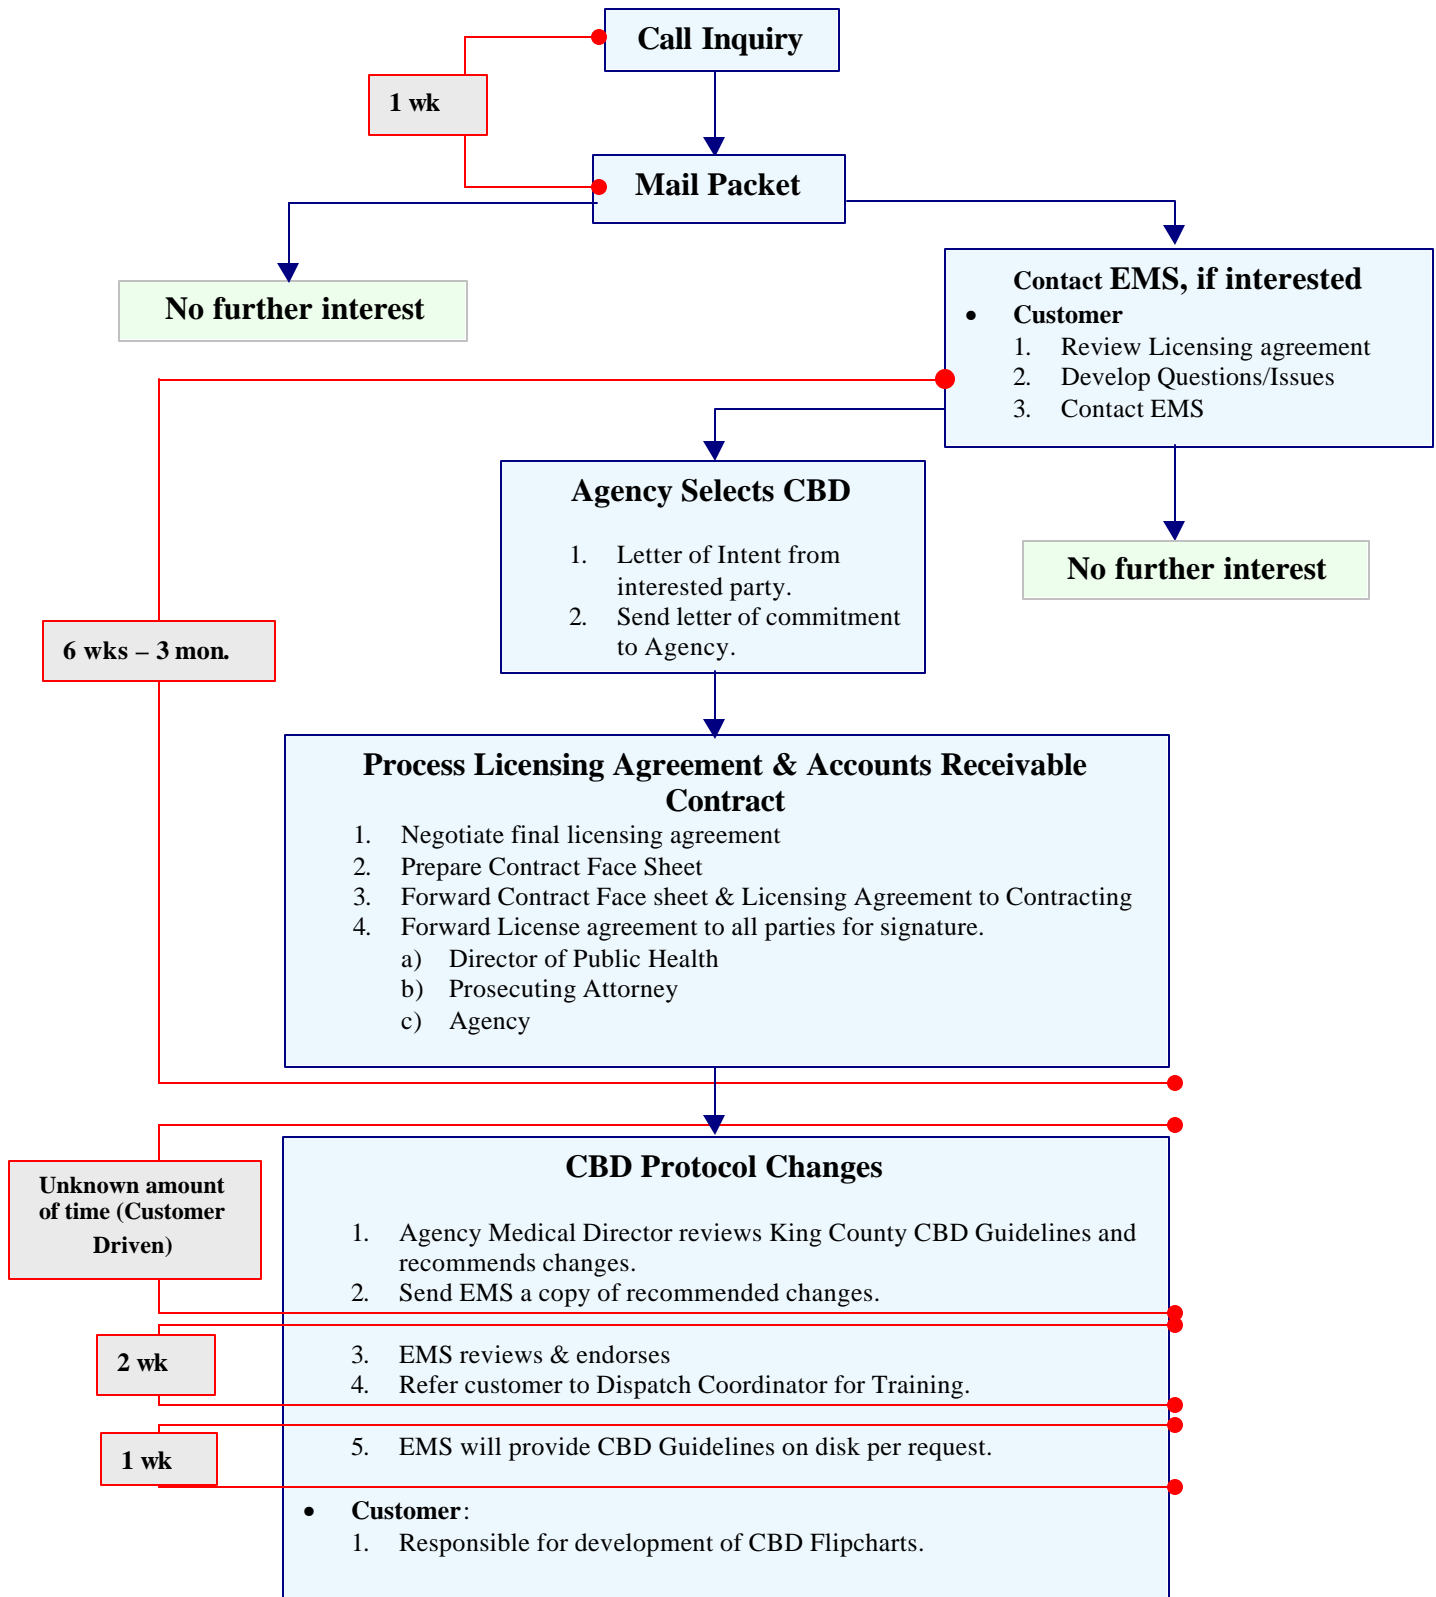 Call Inquiry
1 wk
Mail Packet
No further interest
Contact EMS, if interested
• Customer
1. Review Licensing agreement
2. Develop Questions/Issues
3. Contact EMS
Agency Selects CBD
1. Letter of Intent from
interested party.
2. Send letter of commitment
to Agency.
No further interest
6 wks – 3 mon.
Process Licensing Agreement & Accounts Receivable
Contract
1. Negotiate final licensing agreement
2. Prepare Contract Face Sheet
3. Forward Contract Face sheet & Licensing Agreement to Contracting
4. Forward License agreement to all parties for signature.
a) Director of Public Health
b) Prosecuting Attorney
c) Agency
CBD Protocol Changes
Unknown amount
of time (Customer
Driven)
1. Agency Medical Director reviews King County CBD Guidelines and
recommends changes.
2. Send EMS a copy of recommended changes.
2 wk
3. EMS reviews & endorses
4. Refer customer to Dispatch Coordinator for Training.
1 wk
5. EMS will provide CBD Guidelines on disk per request.
• Customer:
1. Responsible for development of CBD Flipcharts.